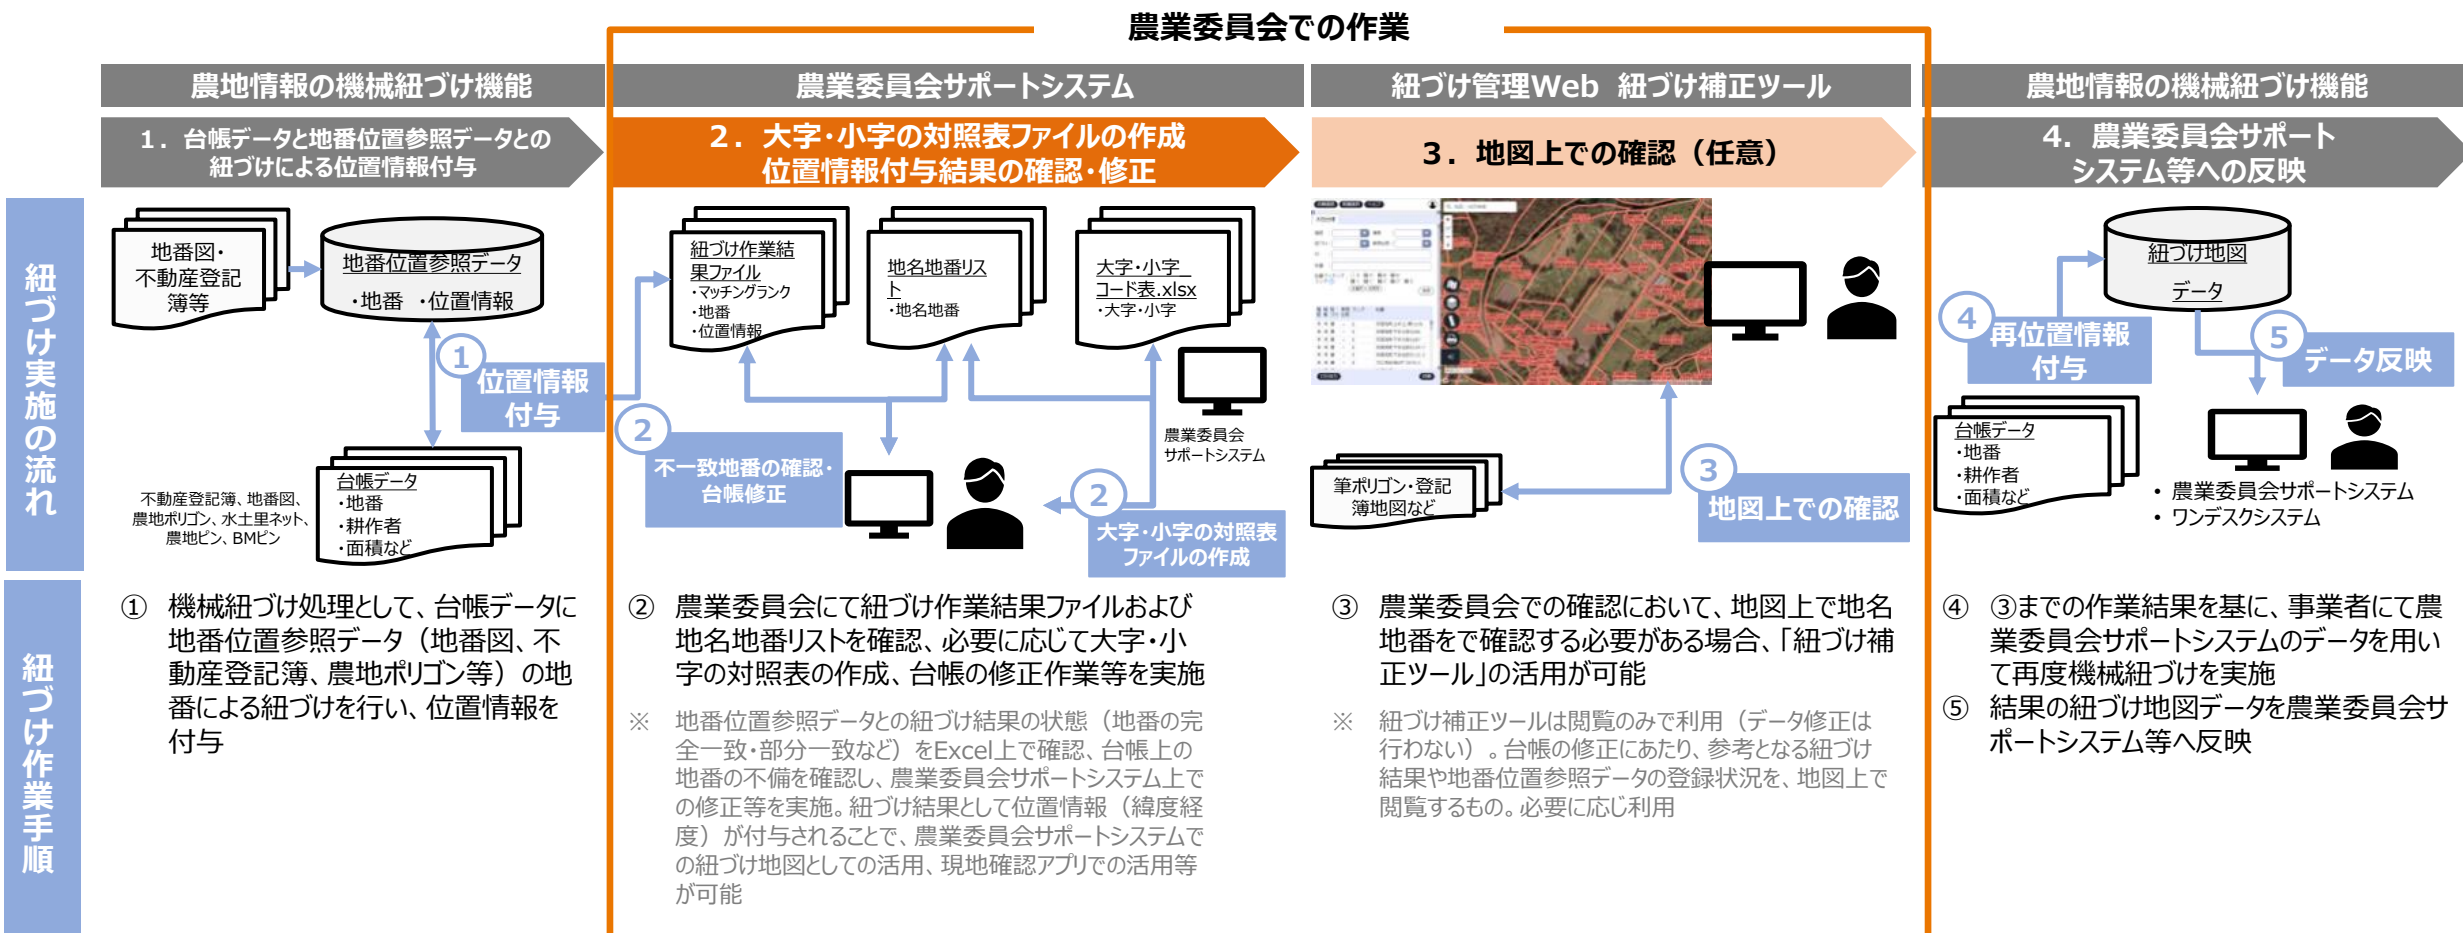 農業委員会での作業
農地情報の機械紐づけ機能
農業委員会サポートシステム
紐づけ管理Web 紐づけ補正ツール
農地情報の機械紐づけ機能
1．台帳データと地番位置参照データとの
紐づけによる位置情報付与
2．大字・小字の対照表ファイルの作成
位置情報付与結果の確認・修正
3．地図上での確認（任意）
4．農業委員会サポート
システム等への反映
紐づけ実施の流れ
地番図・
不動産登記
簿等
地番位置参照データ
・地番 ・位置情報
1
位置情報
付与
不動産登記簿、地番図、
農地ポリゴン、水土里ネット、
農地ピン、BMピン
台帳データ
・地番
・耕作者
・面積など
紐づけ作業結
果ファイル
・マッチングランク
・地番
・位置情報
地名地番リス
ト
・地名地番
大字・小字_
コード表.xlsx
・大字・小字
農業委員会
サポートシステム
2
不一致地番の確認・
台帳修正
2
大字・小字の対照表
ファイルの作成
筆ポリゴン・登記
簿地図など
3
地図上での確認
紐づけ地図
データ
4
再位置情報
付与
5
データ反映
台帳データ
・地番
・耕作者
・面積など
• 農業委員会サポートシステム
• ワンデスクシステム
紐づけ作業手順
① 機械紐づけ処理として、台帳データに
地番位置参照データ（地番図、不
動産登記簿、農地ポリゴン等）の地
番による紐づけを行い、位置情報を
付与
② 農業委員会にて紐づけ作業結果ファイルおよび
地名地番リストを確認、必要に応じて大字・小
字の対照表の作成、台帳の修正作業等を実施
※ 地番位置参照データとの紐づけ結果の状態（地番の完
全一致・部分一致など）をExcel上で確認、台帳上の
地番の不備を確認し、農業委員会サポートシステム上で
の修正等を実施。紐づけ結果として位置情報（緯度経
度）が付与されることで、農業委員会サポートシステムで
の紐づけ地図としての活用、現地確認アプリでの活用等
が可能
③ 農業委員会での確認において、地図上で地名
地番をで確認する必要がある場合、「紐づけ補
正ツール」の活用が可能
※ 紐づけ補正ツールは閲覧のみで利用（データ修正は
行わない）。台帳の修正にあたり、参考となる紐づけ
結果や地番位置参照データの登録状況を、地図上で
閲覧するもの。必要に応じ利用
④ ③までの作業結果を基に、事業者にて農
業委員会サポートシステムのデータを用い
て再度機械紐づけを実施
⑤ 結果の紐づけ地図データを農業委員会サ
ポートシステム等へ反映